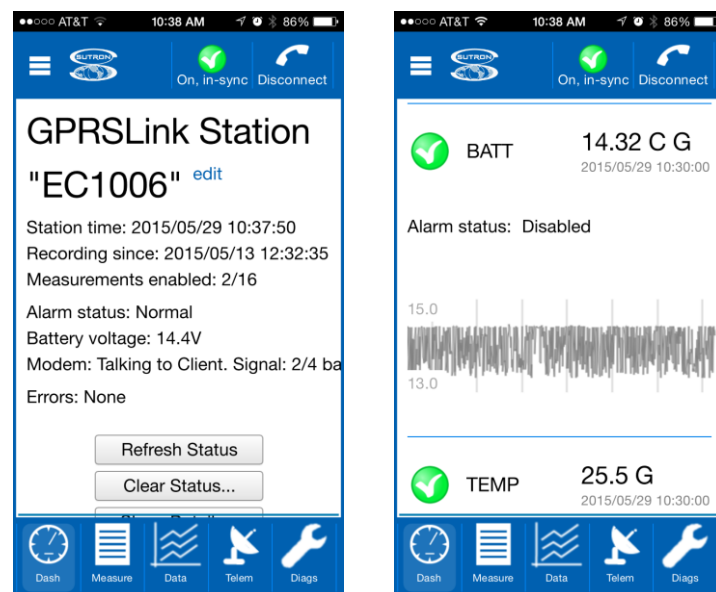 AT&T 10:38 AM 86%
SUTRON
On, in-sync Disconnect
GPRSLink Station
"EC1006" edit
Station time: 2015/05/29 10:37:50
Recording since: 2015/05/13 12:32:35
Measurements enabled: 2/16
Alarm status: Normal
Battery voltage: 14.4V
Modem: Talking to Client. Signal: 2/4 ba
Errors: None
Refresh Status
Clear Status...
Dash Measure Data Telem Diags
AT&T 10:38 AM 86%
SUTRON
On, in-sync Disconnect
BATT 14.32 C G
2015/05/29 10:30:00
Alarm status: Disabled
15.0
13.0
TEMP 25.5 G
2015/05/29 10:30:00
Dash Measure Data Telem Diags